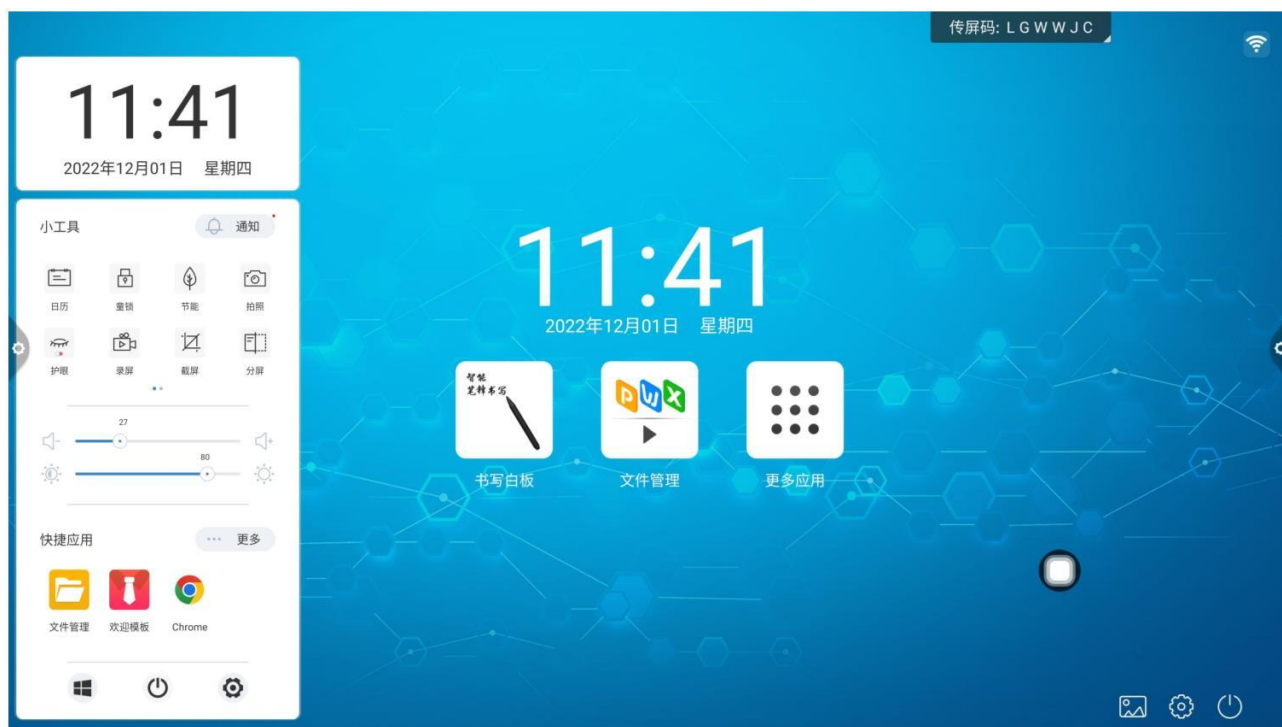 传屏码: L G W W J C
11:41
2022年12月01日 星期四
小工具
通知
日历 童锁 节能 拍照
护眼 录屏 截屏 分屏
27
80
快捷应用
更多
文件管理 欢迎模板 Chrome
11:41
2022年12月01日 星期四
智能
笔锋书写
P W X
书写白板 文件管理 更多应用